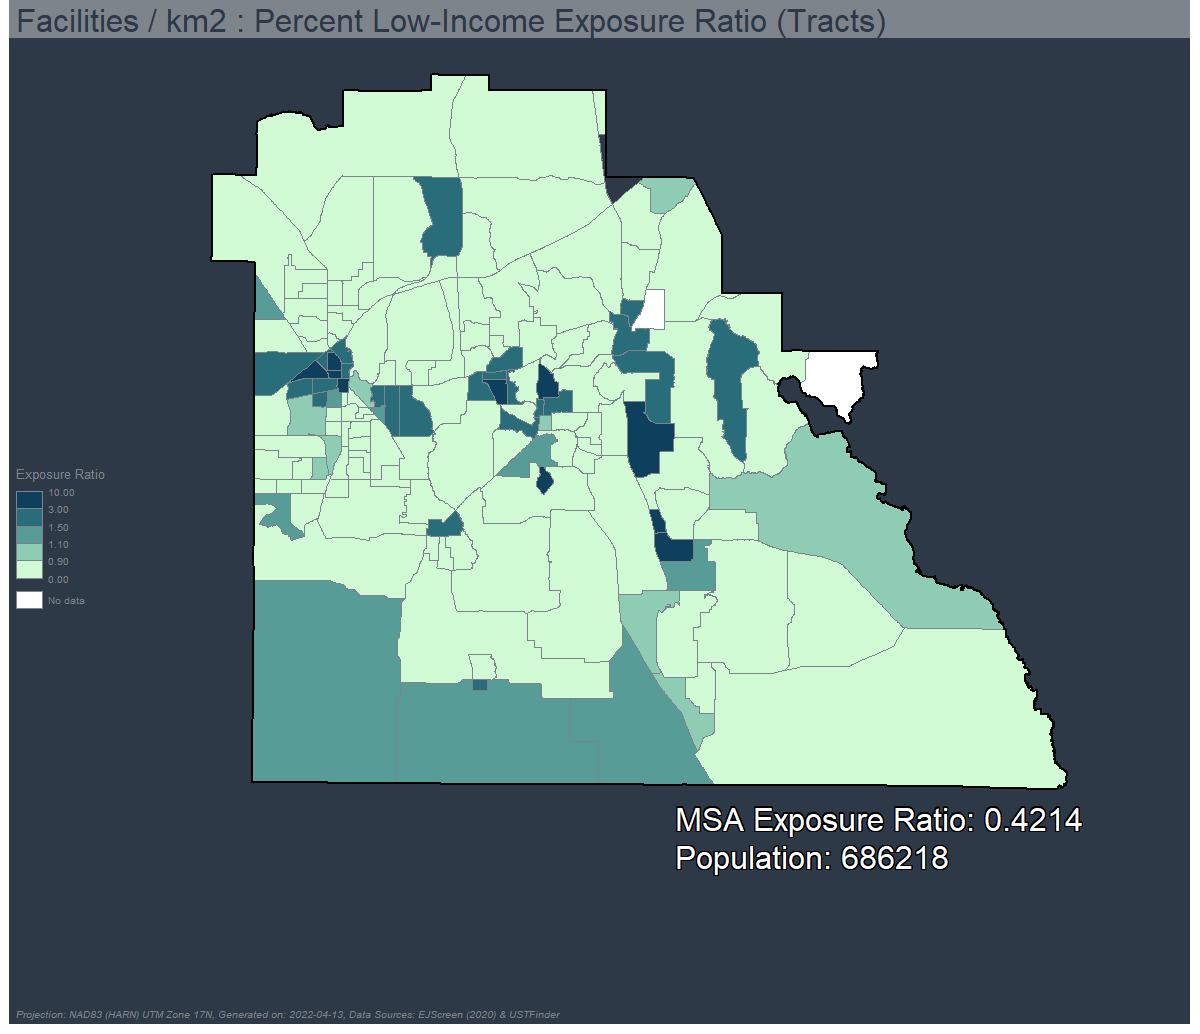 Facilities / km2 : Percent Low-Income Exposure Ratio (Tracts)
Exposure Ratio
10.00
3.00
1.50
1.10
0.90
0.00
No data
MSA Exposure Ratio: 0.4214
Population: 686218
Projection: NAD83 (HARN) UTM Zone 17N, Generated on: 2022-04-13, Data Sources: EJScreen (2020) & USTFinder